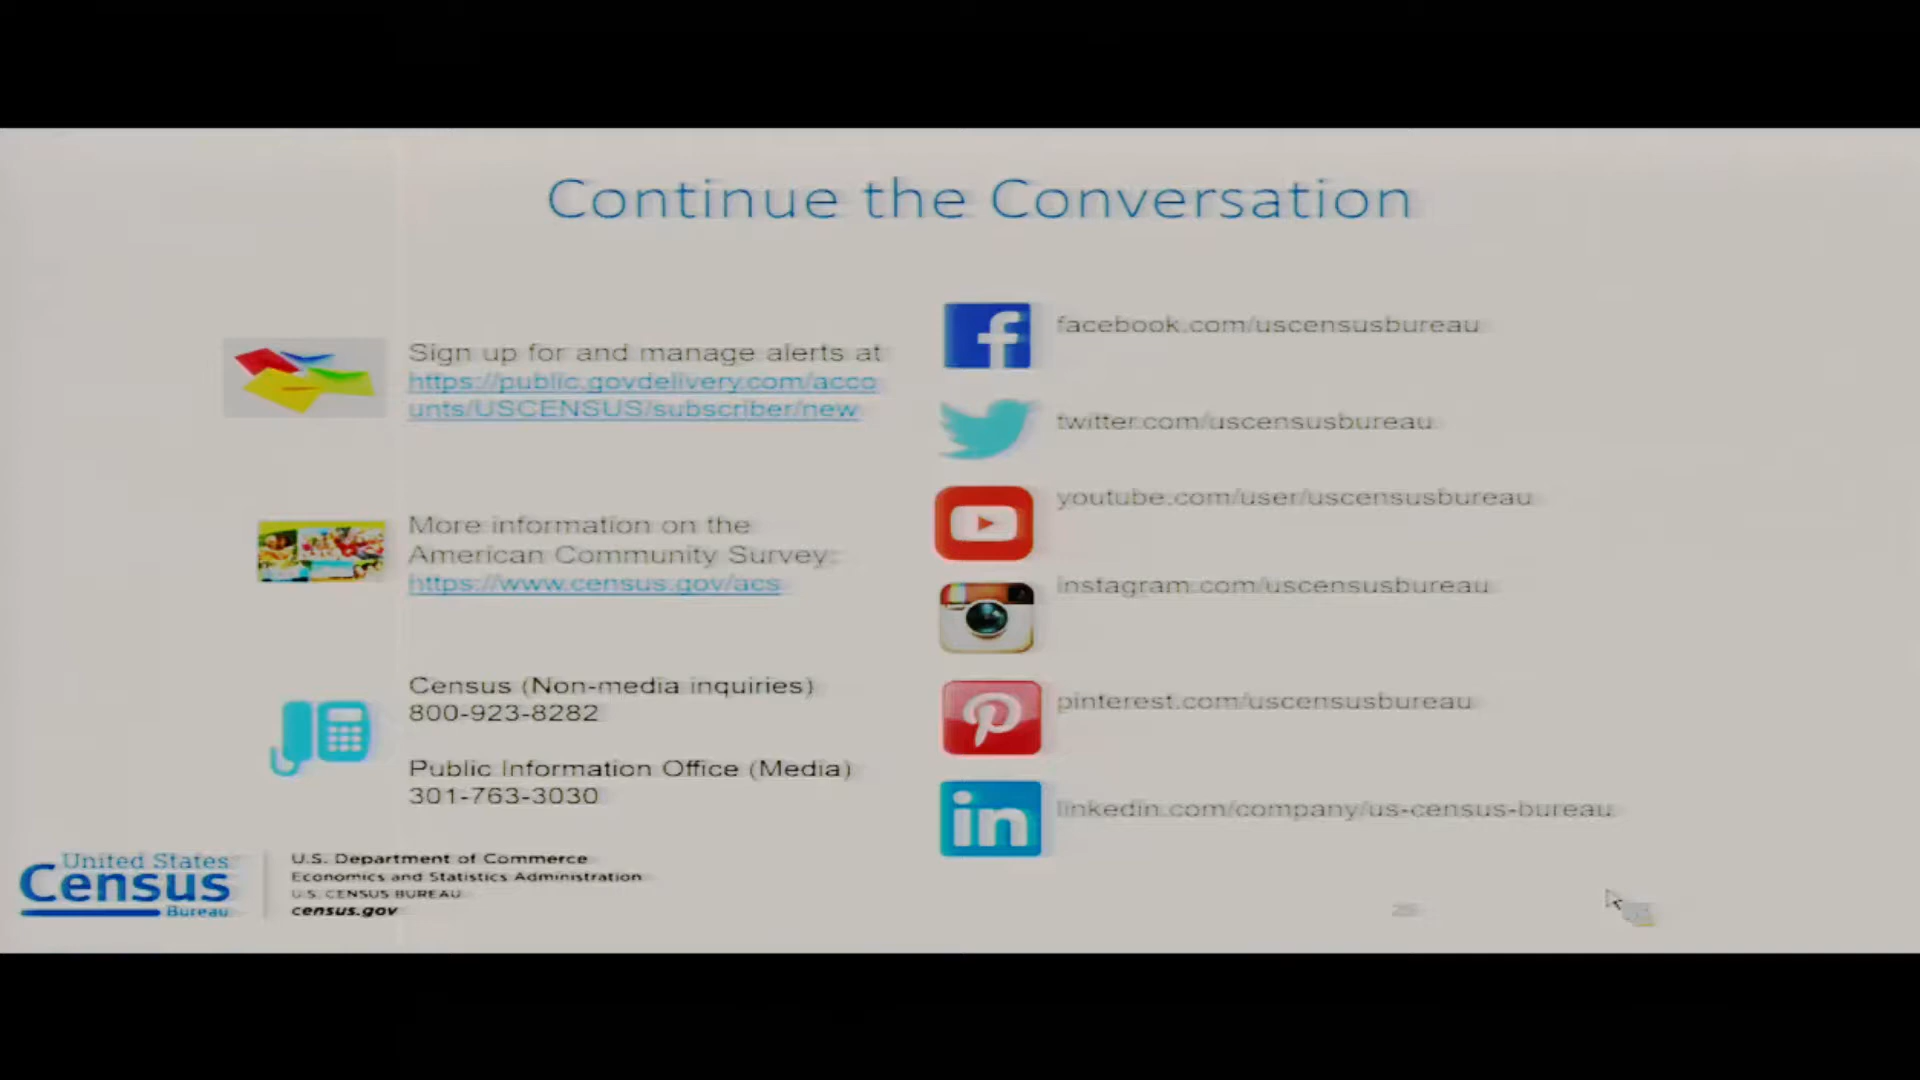 Continue the Conversation
Sign up for and manage alerts at
https://public.govdelivery.com/acco
unts/USCENSUS/subscriber/new
More information on the
American Community Survey:
https://www.census.gov/acs
Census (Non-media inquiries)
800-923-8282
Public Information Office (Media)
301-763-3030
facebook.com/uscensusbureau
twitter.com/uscensusbureau
youtube.com/user/uscensusbureau
instagram.com/uscensusbureau
pinterest.com/uscensusbureau
in
linkedin.com/company/us-census-bureau
United States
Census
Bureau
U.S. Department of Commerce
Economics and Statistics Administration
U.S. CENSUS BUREAU
census.gov